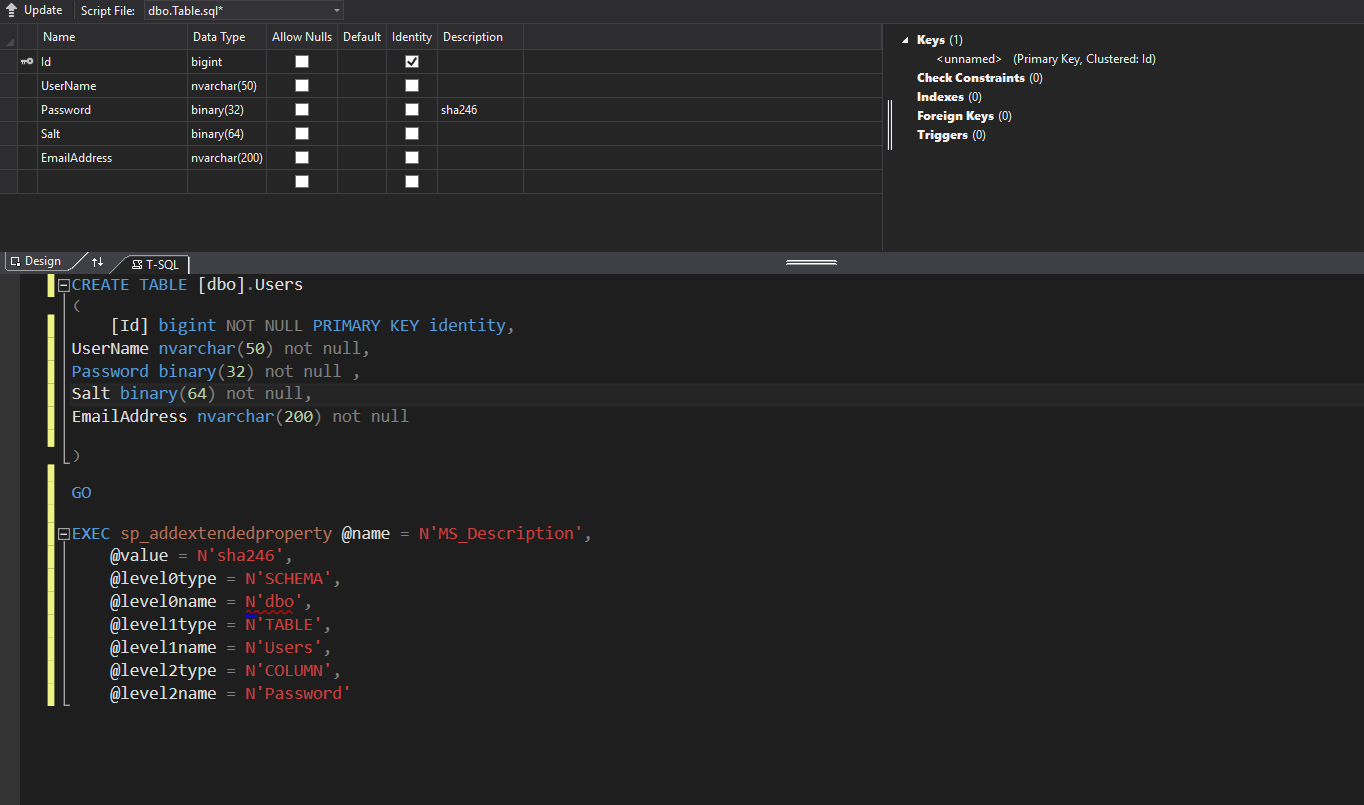 Update Script File: dbo.Table.sql*
Name Data Type Allow Nulls Default Identity Description
Id bigint
UserName nvarchar(50)
Password binary(32) sha246
Salt binary(64)
EmailAddress nvarchar(200)
Keys (1)
<unnamed> (Primary Key, Clustered: Id)
Check Constraints (0)
Indexes (0)
Foreign Keys (0)
Triggers (0)
Design T-SQL
CREATE TABLE [dbo].Users
(
[Id] bigint NOT NULL PRIMARY KEY identity,
UserName nvarchar(50) not null,
Password binary(32) not null ,
Salt binary(64) not null,
EmailAddress nvarchar(200) not null
)
GO
EXEC sp_addextendedproperty @name = N'MS_Description',
@value = N'sha246',
@level0type = N'SCHEMA',
@level0name = N'dbo',
@level1type = N'TABLE',
@level1name = N'Users',
@level2type = N'COLUMN',
@level2name = N'Password'